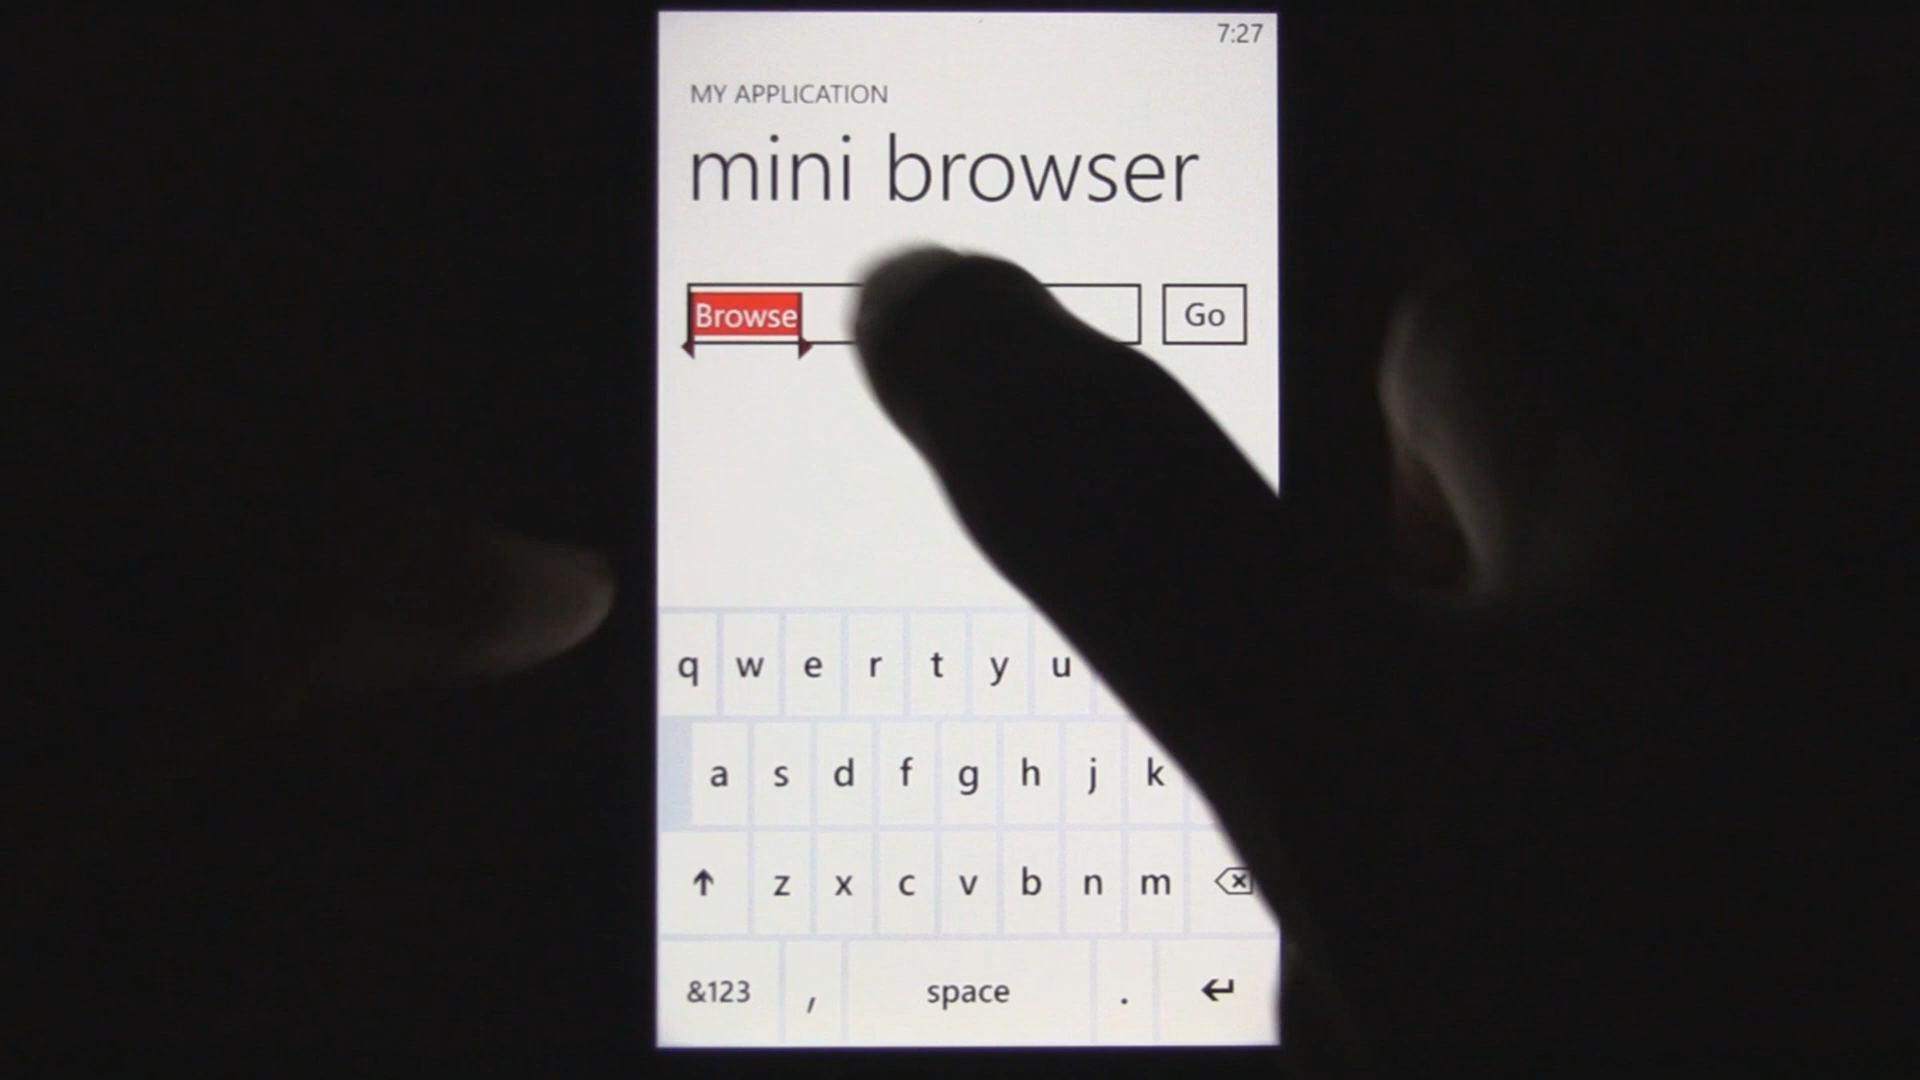 7:27
MY APPLICATION
mini browser
Browse Go
q w e r t y u
a s d f g h j k
z x c v b n m
&123 , space .